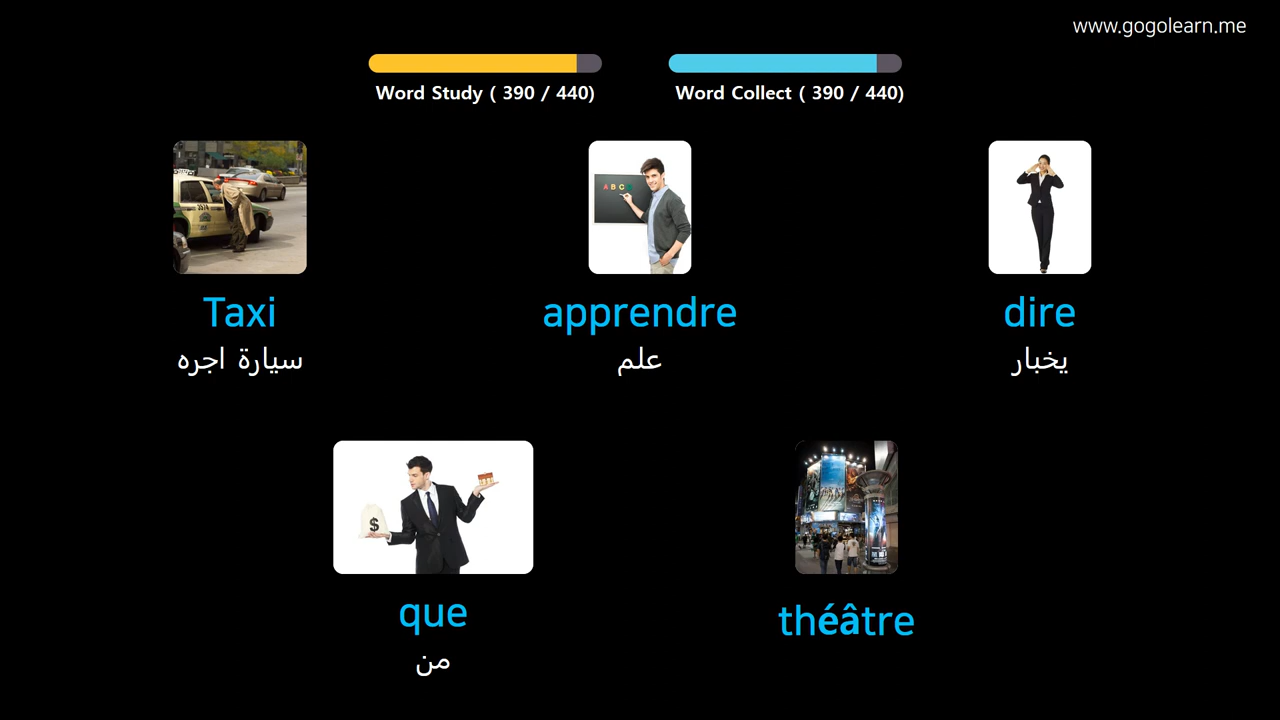 www.gogolearn.me
Word Study ( 390 / 440)
Word Collect ( 390 / 440)
Taxi
سيارة اجره
apprendre
علم
dire
يخبار
que
من
théâtre